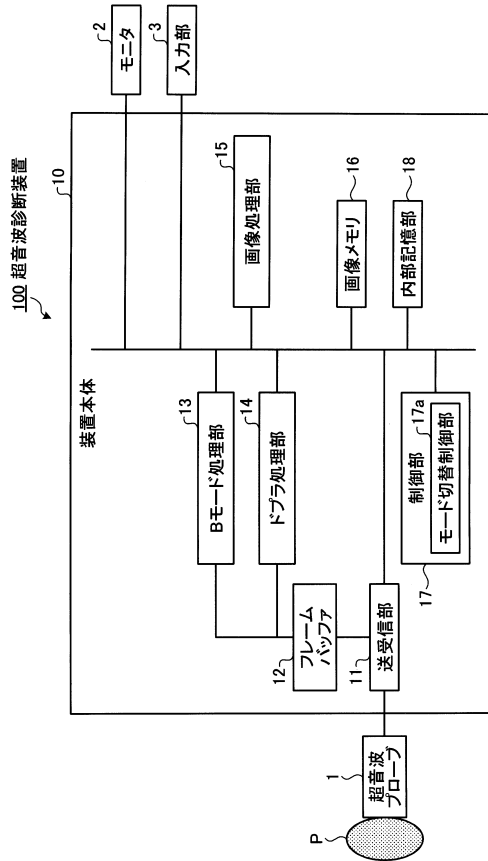 100 超音波診断装置
10
装置本体
2
モニタ
3
入力部
13
Bモード処理部
14
ドプラ処理部
15
画像処理部
16
画像メモリ
18
内部記憶部
12
フレーム
バッファ
11
送受信部
17
制御部
17a
モード切替制御部
1
超音波
プローブ
P